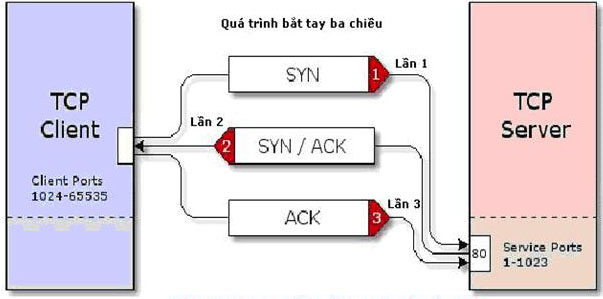 Quá trình bắt tay ba chiều
TCP
Client
Client Ports
1024-65535
SYN
1
Lần 1
Lần 2
2
SYN / ACK
ACK
3
Lần 3
TCP
Server
80
Service Ports
1-1023